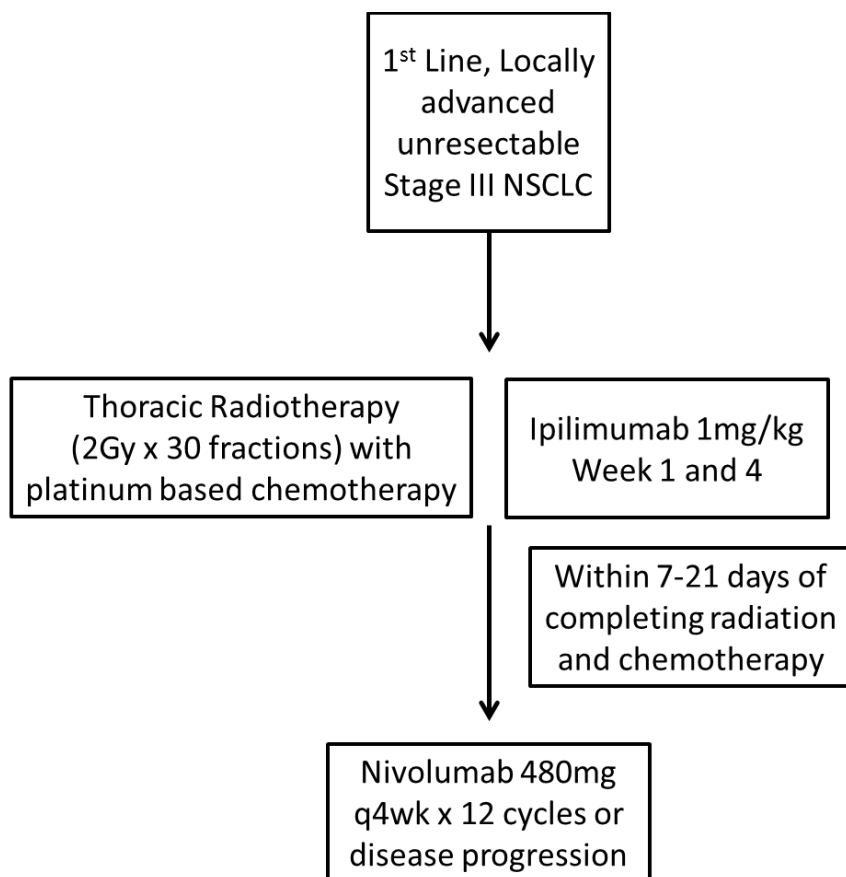 1st Line, Locally
advanced
unresectable
Stage III NSCLC
Thoracic Radiotherapy
(2Gy x 30 fractions) with
platinum based chemotherapy
Ipilimumab 1mg/kg
Week 1 and 4
Within 7-21 days of
completing radiation
and chemotherapy
Nivolumab 480mg
q4wk x 12 cycles or
disease progression